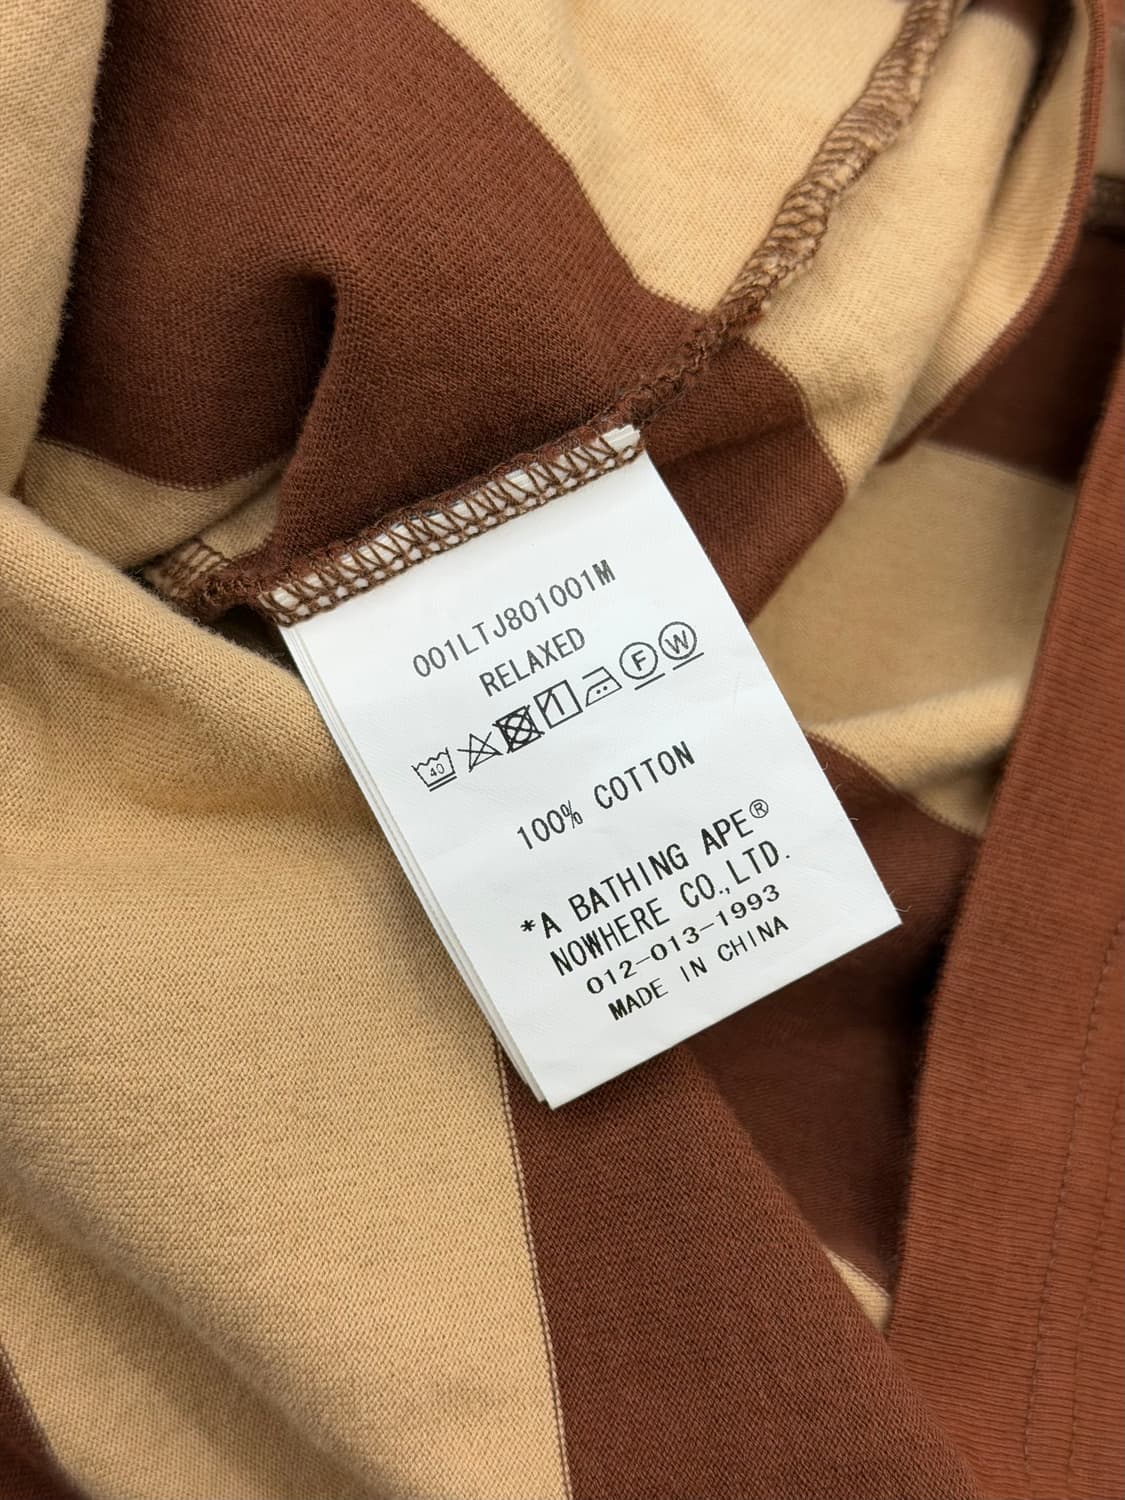 001LTJ801001M
RELAXED
40 F W
100% COTTON
*A BATHING APE®
NOWHERE CO.,LTD.
012-013-1993
MADE IN CHINA